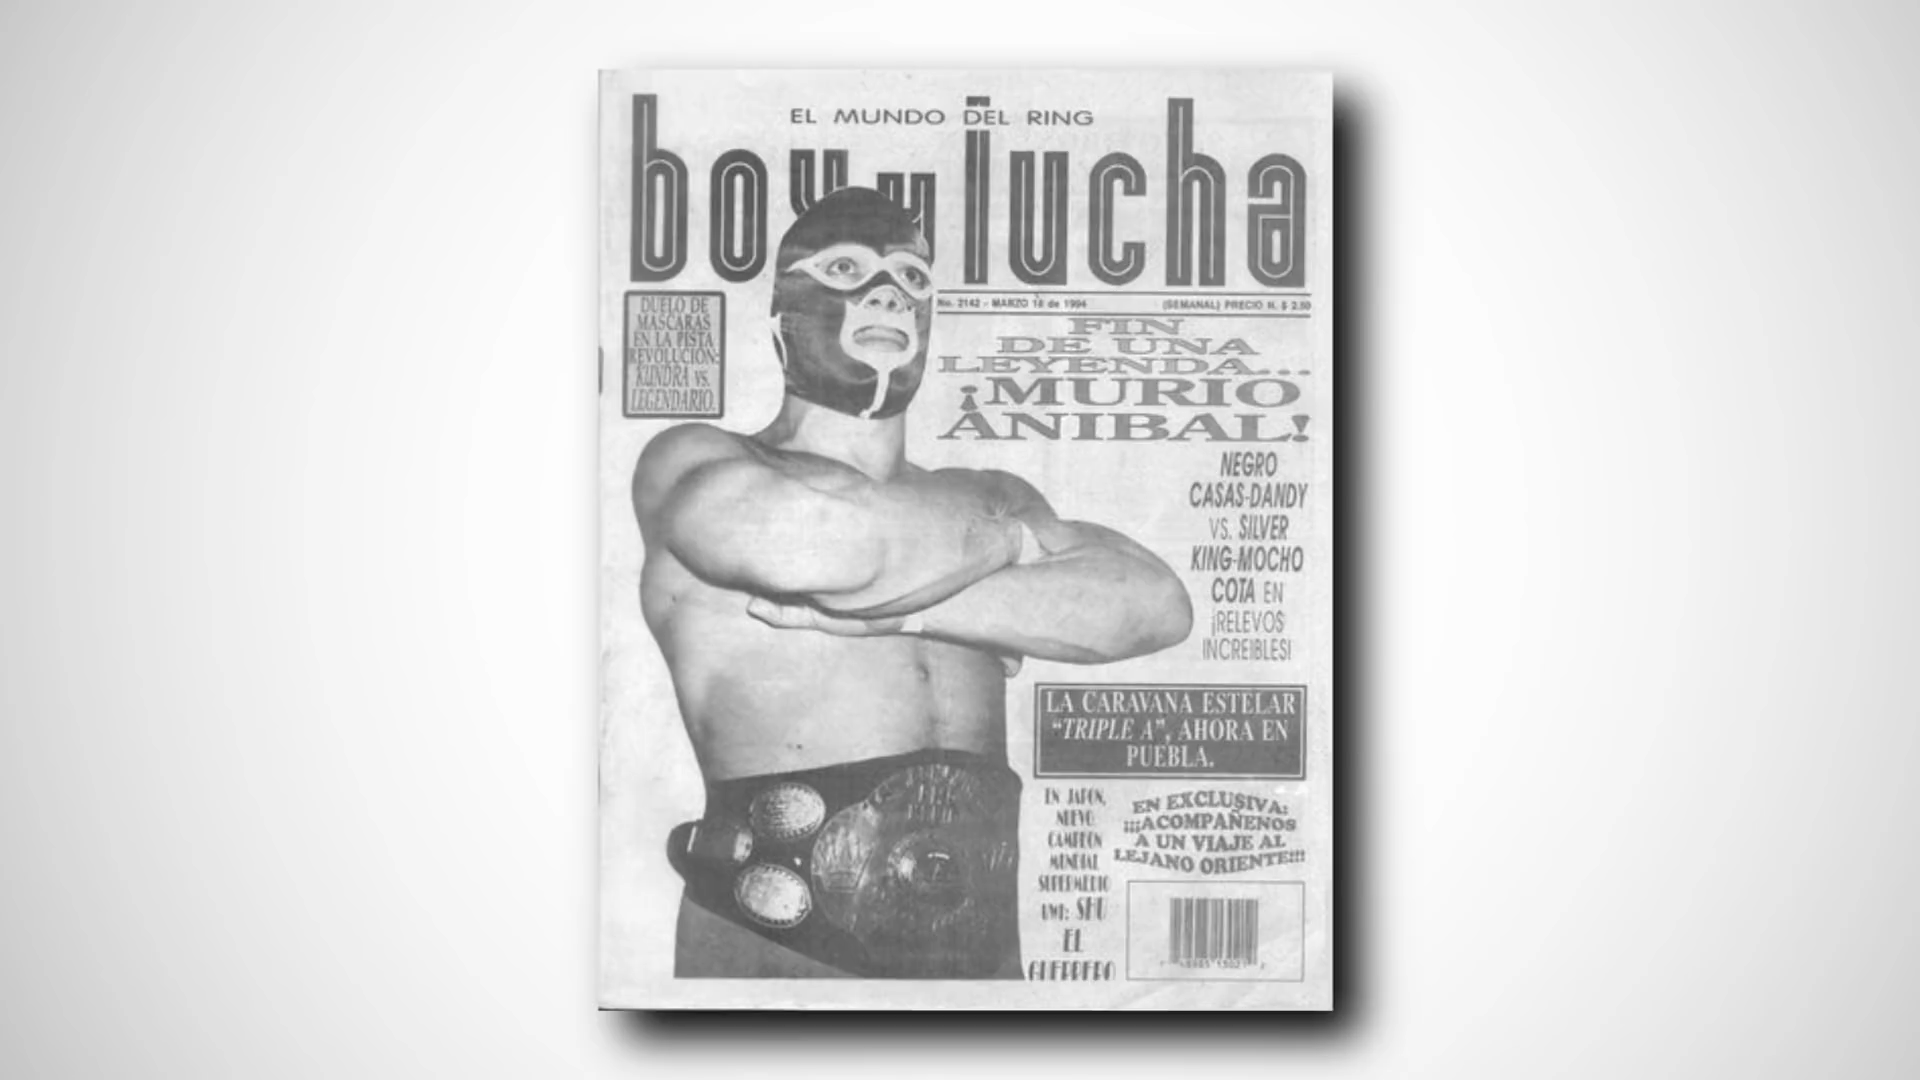 EL MUNDO DEL RING
box y lucha
No. 2142 - MARZO 18 de 1994 (SEMANAL) PRECIO N. $ 2.50
DUELO DE
MASCARAS
EN LA PISTA
REVOLUCION:
KUNDRA VS.
LEGENDARIO.
FIN
DE UNA
LEYENDA...
¡MURIO
ANIBAL!
NEGRO
CASAS-DANDY
VS. SILVER
KING-MOCHO
COTA EN
¡RELEVOS
INCREIBLES!
LA CARAVANA ESTELAR
“TRIPLE A”, AHORA EN
PUEBLA.
EN JAPON,
NUEVO
CAMPEON
MUNDIAL
SUPERMEDIO
UWI: SHU
EL
GUERRERO
EN EXCLUSIVA:
¡¡¡ACOMPAÑENOS
A UN VIAJE AL
LEJANO ORIENTE!!!